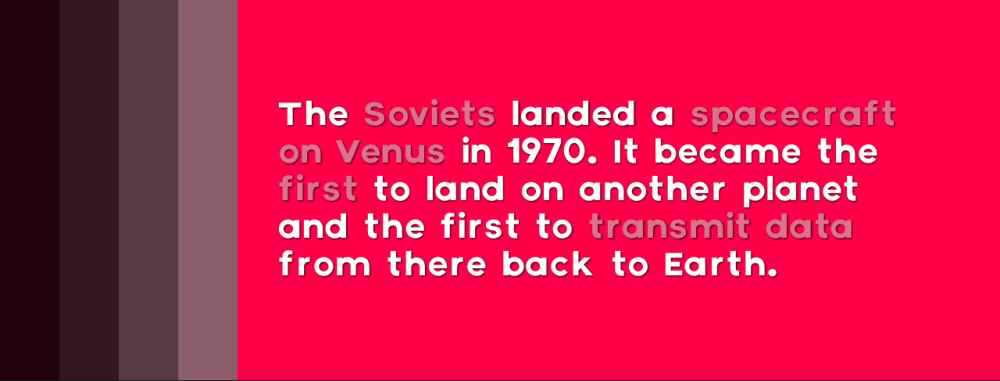 The Soviets landed a spacecraft
on Venus in 1970. It became the
first to land on another planet
and the first to transmit data
from there back to Earth.